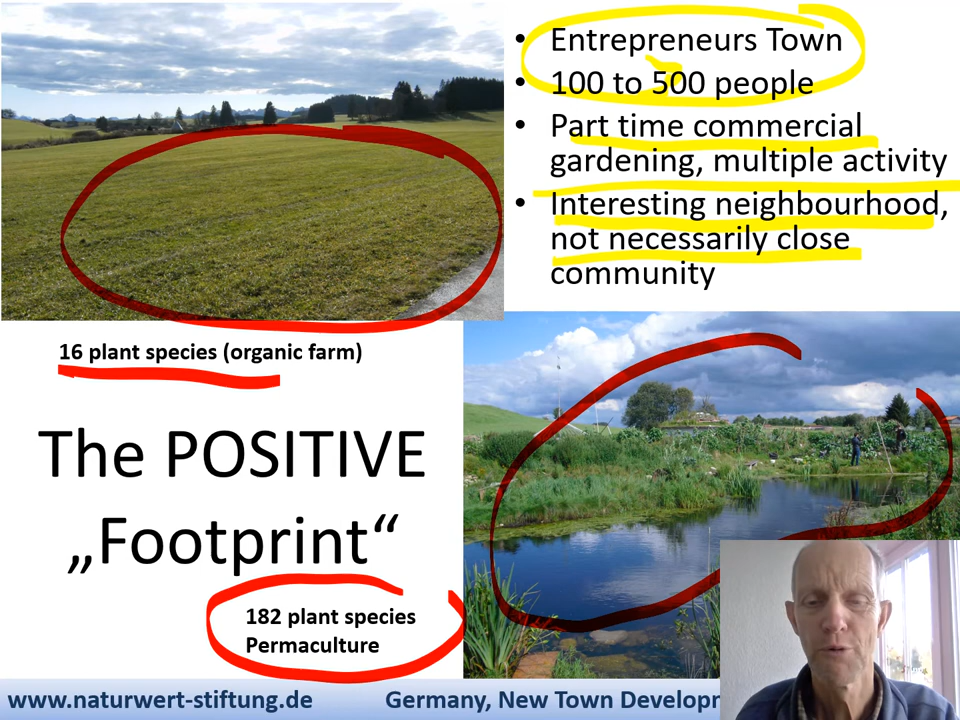 • Entrepreneurs Town
• 100 to 500 people
• Part time commercial
gardening, multiple activity
• Interesting neighbourhood,
not necessarily close
community
16 plant species (organic farm)
The POSITIVE
„Footprint“
182 plant species
Permaculture
www.naturwert-stiftung.de
Germany, New Town